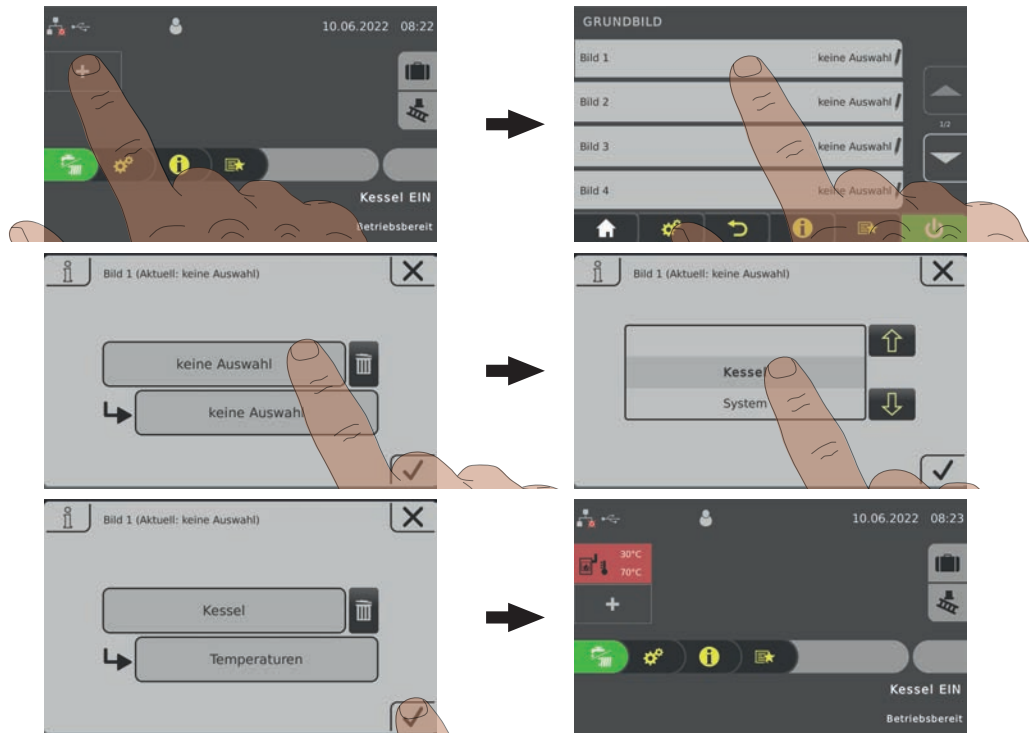 10.06.2022 08:22
+
Kessel EIN
Betriebsbereit
GRUNDBILD
Bild 1 keine Auswahl
Bild 2 keine Auswahl
1/2
Bild 3 keine Auswahl
Bild 4 keine Auswahl
Bild 1 (Aktuell: keine Auswahl)
keine Auswahl
keine Auswahl
Bild 1 (Aktuell: keine Auswahl)
Kessel
System
Bild 1 (Aktuell: keine Auswahl)
Kessel
Temperaturen
10.06.2022 08:23
30°C
70°C
+
Kessel EIN
Betriebsbereit